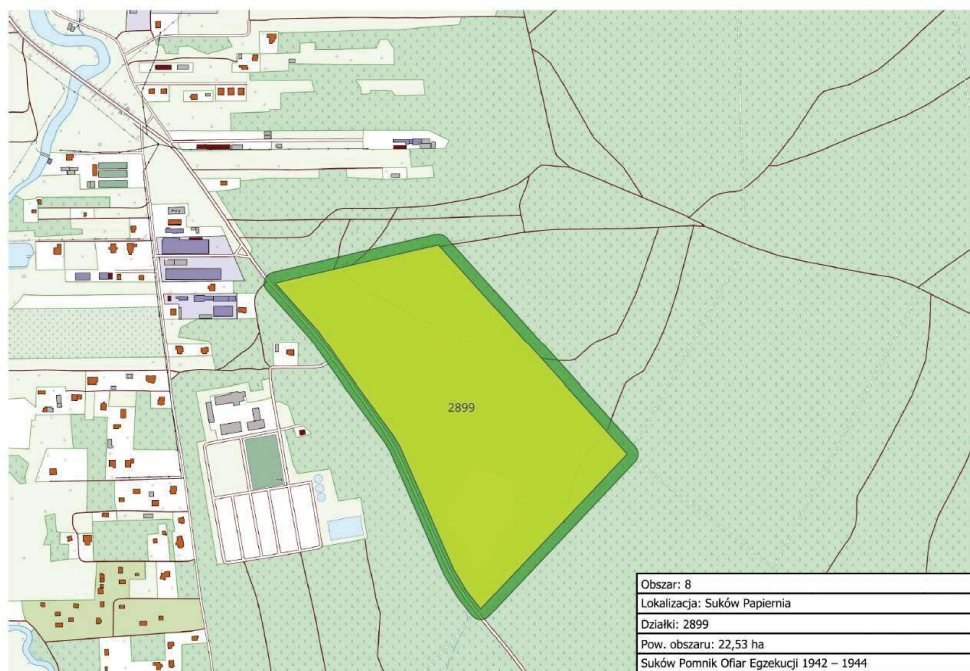 2899
Obszar: 8
Lokalizacja: Suków Papiernia
Działki: 2899
Pow. obszaru: 22,53 ha
Suków Pomnik Ofiar Egzekucji 1942 – 1944